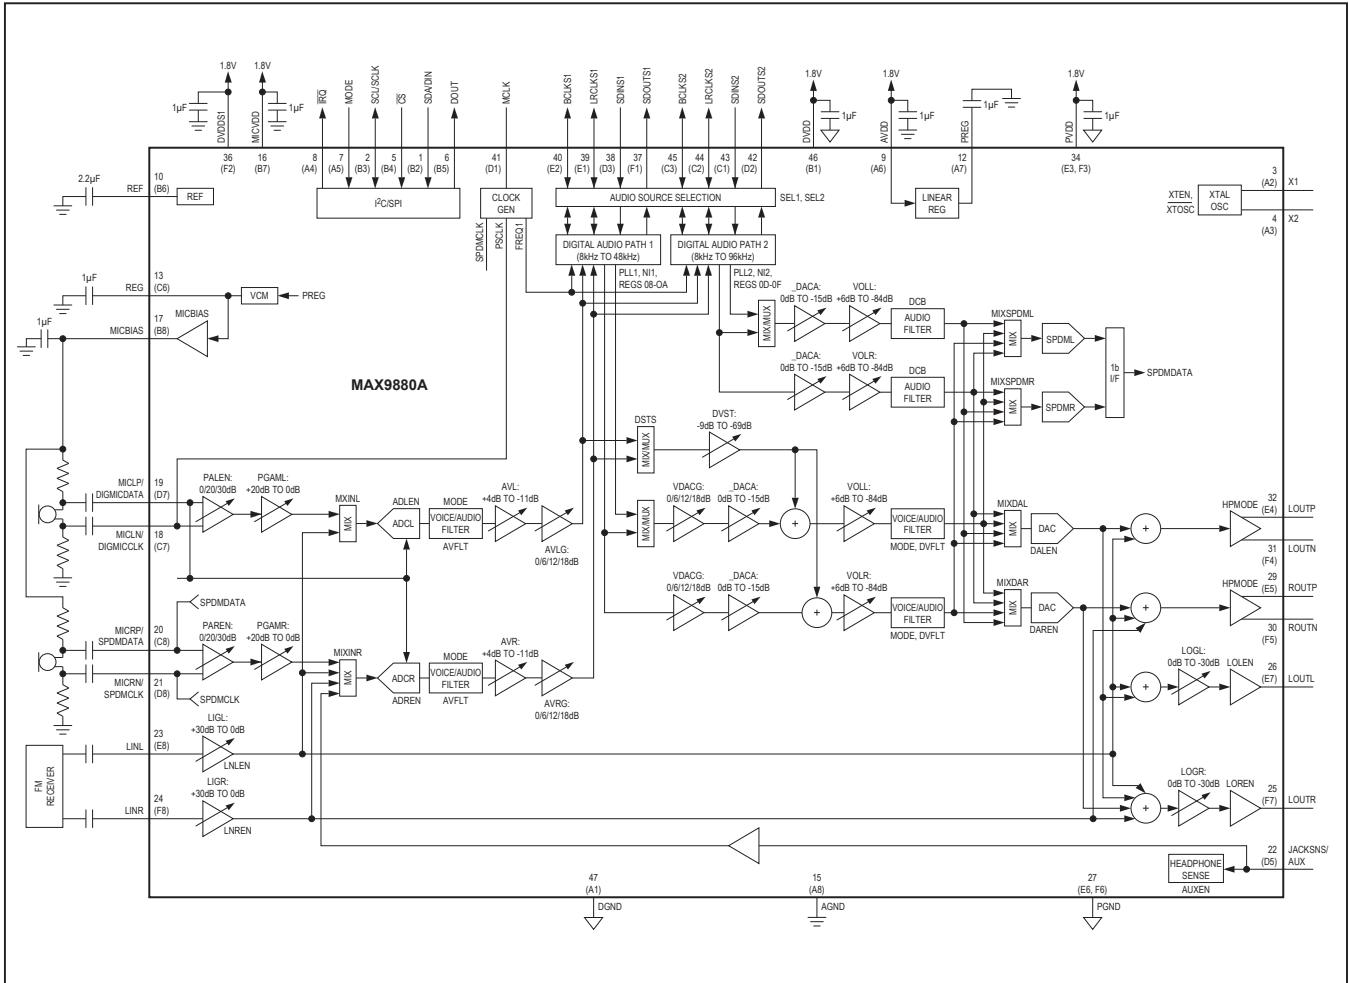 1.8V 1.8V 1.8V 1.8V 1.8V
1µF 1µF 1µF 1µF 1µF 1µF
DVDDS1
MICVDD
IRQ
MODE
SCL/SCLK
CS
SDA/DIN
DOUT
MCLK
BCLKS1
LRCLKS1
SDINS1
SDOUTS1
BCLKS2
LRCLKS2
SDINS2
SDOUTS2
DVDD
AVDD
PREG
PVDD
36 (F2)
16 (B7)
8 (A4)
7 (A5)
2 (B3)
5 (B4)
1 (B2)
6 (B5)
41 (D1)
40 (E2)
39 (E1)
38 (D3)
37 (F1)
45 (C3)
44 (C2)
43 (C1)
42 (D2)
46 (B1)
9 (A6)
12 (A7)
34 (E3, F3)
2.2µF
REF
10 (B6)
REF
I²C/SPI
CLOCK GEN
AUDIO SOURCE SELECTION
SEL1, SEL2
LINEAR REG
XTEN, XTOSC
XTAL OSC
3 (A2) X1
4 (A3) X2
SPDMCLK
PSCLK
FREQ1
DIGITAL AUDIO PATH 1 (8kHz TO 48kHz)
DIGITAL AUDIO PATH 2 (8kHz TO 96kHz)
PLL1, NI1, REGS 08-OA
PLL2, NI2, REGS 0D-0F
1µF
REG
13 (C6)
VCM
PREG
1µF
MICBIAS
17 (B8)
MICBIAS
MIX/MUX
_DACA: 0dB TO -15dB
VOLL: +6dB TO -84dB
DCB
AUDIO FILTER
MIXSPDML
MIX
SPDML
1b I/F
SPDMDATA
_DACA: 0dB TO -15dB
VOLR: +6dB TO -84dB
DCB
AUDIO FILTER
MIXSPDMR
MIX
SPDMR
MAX9880A
DSTS
MIX/MUX
DVST: -9dB TO -69dB
MICLP/ DIGMICDATA
19 (D7)
MICLN/ DIGMICCLK
18 (C7)
PALEN: 0/20/30dB
PGAML: +20dB TO 0dB
MXINL
MIX
ADLEN
ADCL
MODE
VOICE/AUDIO FILTER
AVFLT
AVL: +4dB TO -11dB
AVLG: 0/6/12/18dB
MIX/MUX
VDACG: 0/6/12/18dB
_DACA: 0dB TO -15dB
+
VOLL: +6dB TO -84dB
VOICE/AUDIO FILTER
MODE, DVFLT
MIXDAL
MIX
DAC
DALEN
+
HPMODE
32 (E4) LOUTP
31 (F4) LOUTN
VDACG: 0/6/12/18dB
_DACA: 0dB TO -15dB
+
VOLR: +6dB TO -84dB
VOICE/AUDIO FILTER
MODE, DVFLT
MIXDAR
MIX
DAC
DAREN
+
HPMODE
29 (E5) ROUTP
30 (F5) ROUTN
SPDMDATA
MICRP/ SPDMDATA
20 (C8)
MICRN/ SPDMCLK
21 (D8)
SPDMCLK
PAREN: 0/20/30dB
PGAMR: +20dB TO 0dB
MIXINR
MIX
ADCR
ADREN
MODE
VOICE/AUDIO FILTER
AVFLT
AVR: +4dB TO -11dB
AVRG: 0/6/12/18dB
+
LOGL: 0dB TO -30dB
LOLEN
26 (E7) LOUTL
FM RECEIVER
LINL
23 (E8)
LIGL: +30dB TO 0dB
LNLEN
LINR
24 (F8)
LIGR: +30dB TO 0dB
LNREN
+
LOGR: 0dB TO -30dB
LOREN
25 (F7) LOUTR
HEADPHONE SENSE
AUXEN
22 (D5) JACKSNS/ AUX
47 (A1)
DGND
15 (A8)
AGND
27 (E6, F6)
PGND